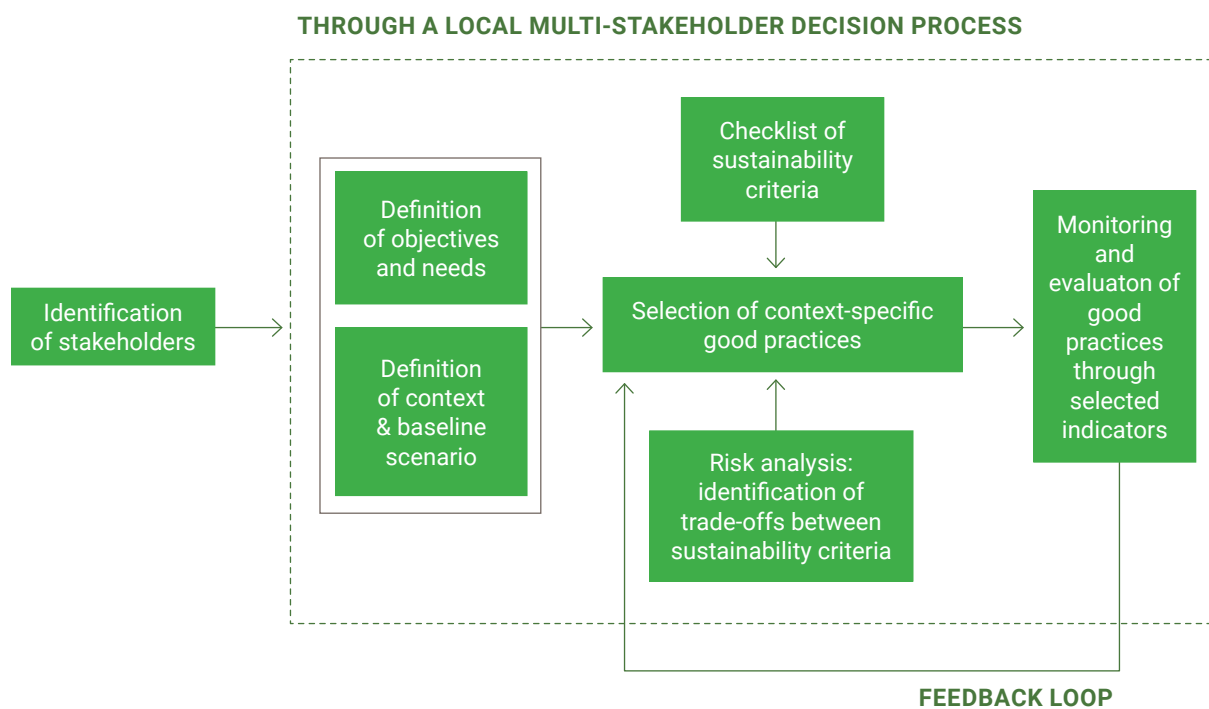 THROUGH A LOCAL MULTI-STAKEHOLDER DECISION PROCESS
Identification
of stakeholders
Definition
of objectives
and needs
Definition
of context
& baseline
scenario
Checklist of
sustainability
criteria
Selection of context-specific
good practices
Risk analysis:
identification of
trade-offs between
sustainability criteria
Monitoring
and
evaluaton of
good
practices
through
selected
indicators
FEEDBACK LOOP